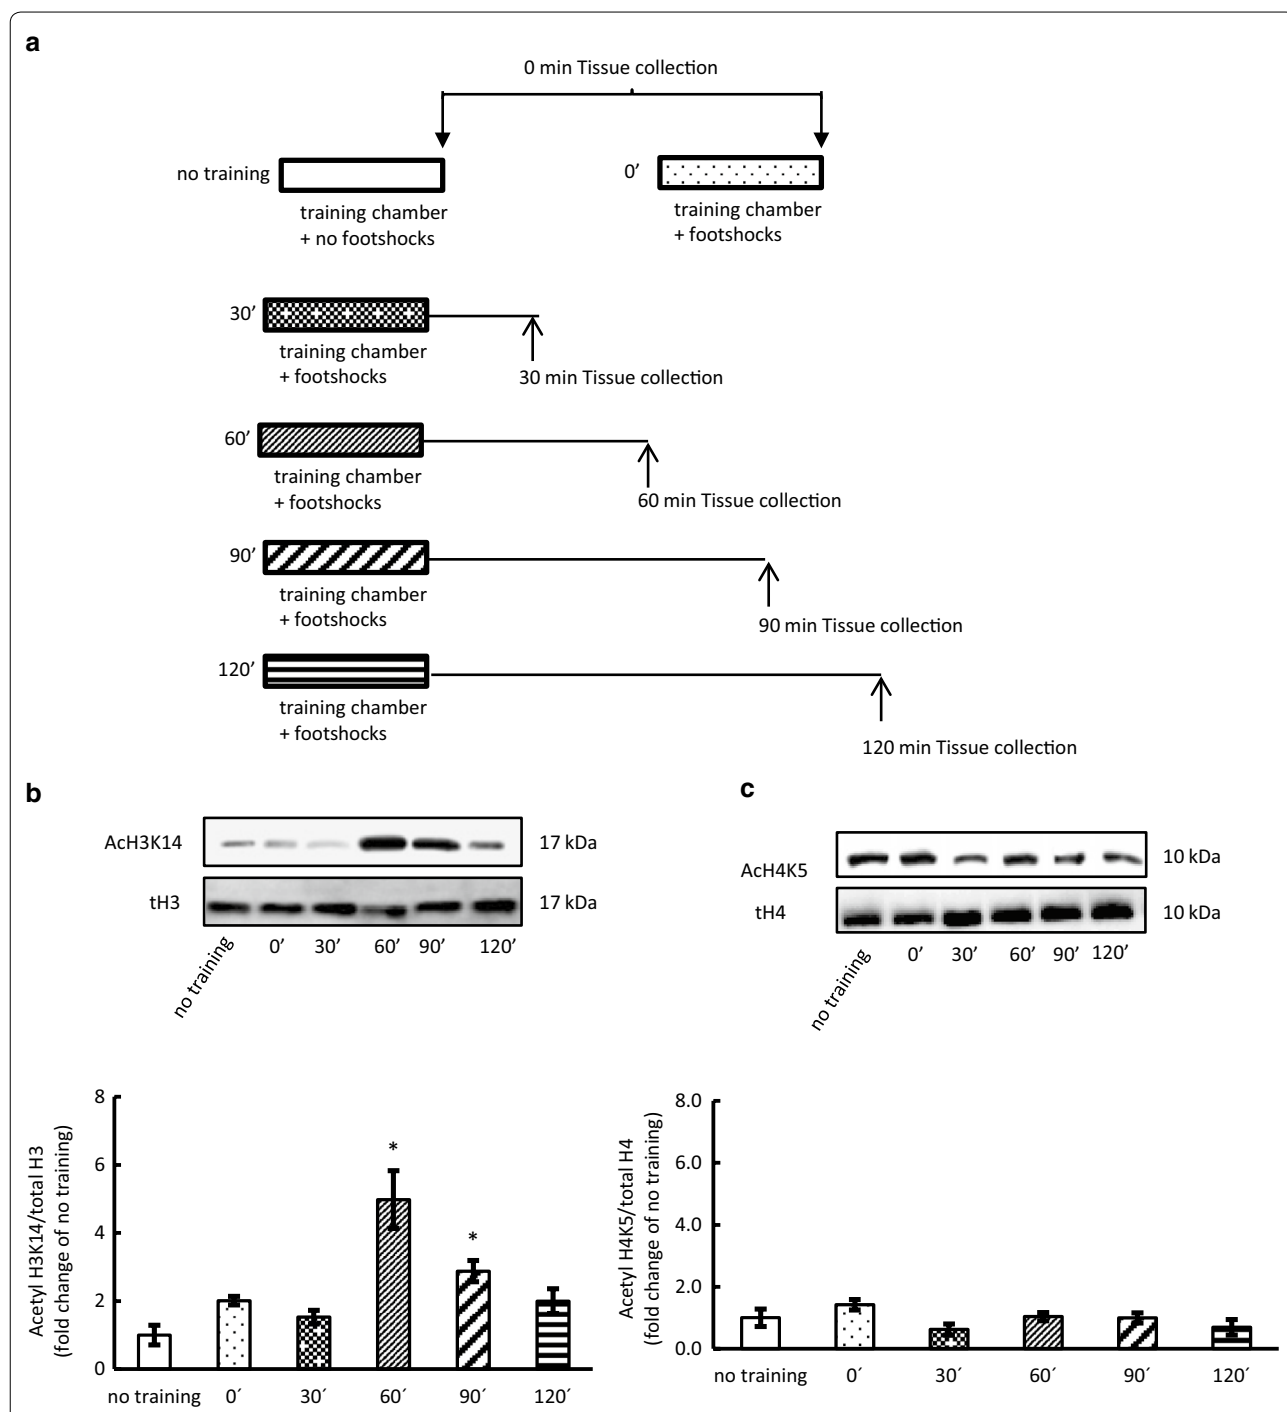 a
0 min Tissue collection
no training
0’
training chamber
+ no footshocks
training chamber
+ footshocks
30’
training chamber
+ footshocks
30 min Tissue collection
60’
training chamber
+ footshocks
60 min Tissue collection
90’
training chamber
+ footshocks
90 min Tissue collection
120’
training chamber
+ footshocks
120 min Tissue collection
b
AcH3K14
17 kDa
tH3
17 kDa
no training
0’
30’
60’
90’
120’
c
AcH4K5
10 kDa
tH4
10 kDa
no training
0’
30’
60’
90’
120’
Acetyl H3K14/total H3
(fold change of no training)
8
6
4
2
0
*
*
no training
0´
30´
60´
90´
120´
Acetyl H4K5/total H4
(fold change of no training)
8.0
6.0
4.0
2.0
0.0
no training
0´
30´
60´
90´
120´